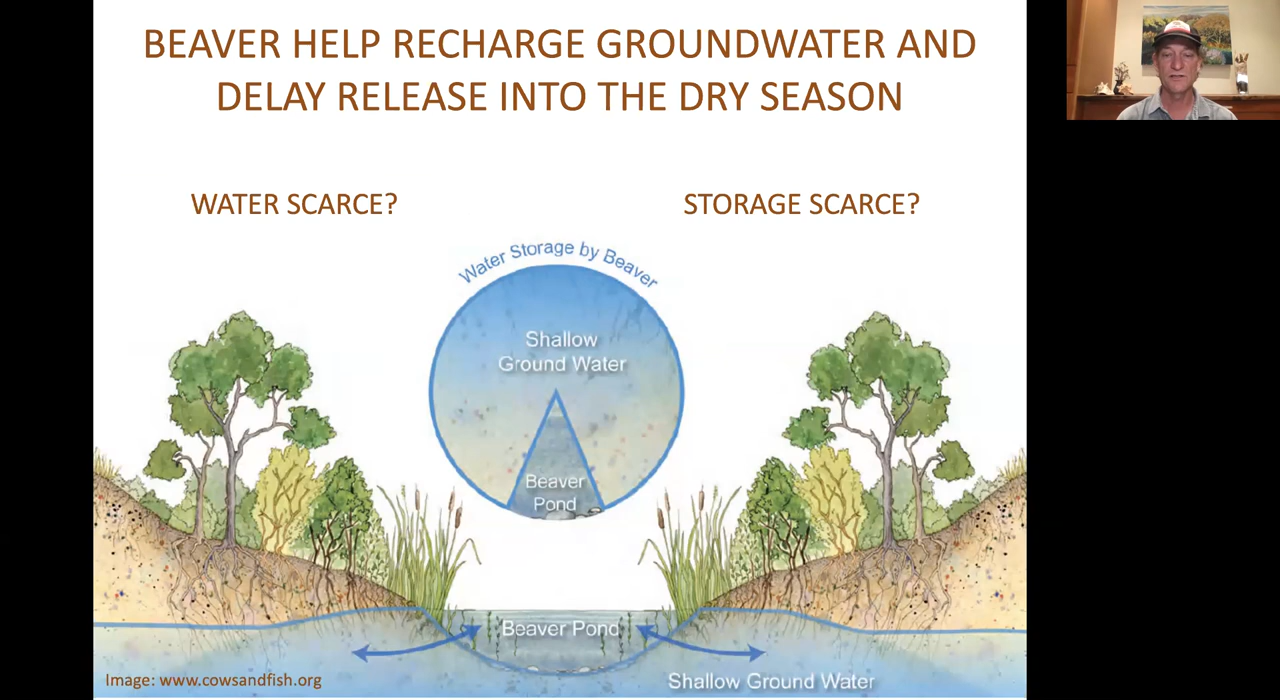 BEAVER HELP RECHARGE GROUNDWATER AND
DELAY RELEASE INTO THE DRY SEASON
WATER SCARCE?
STORAGE SCARCE?
Water Storage by Beaver
Shallow
Ground Water
Beaver
Pond
Beaver Pond
Image: www.cowsandfish.org
Shallow Ground Water